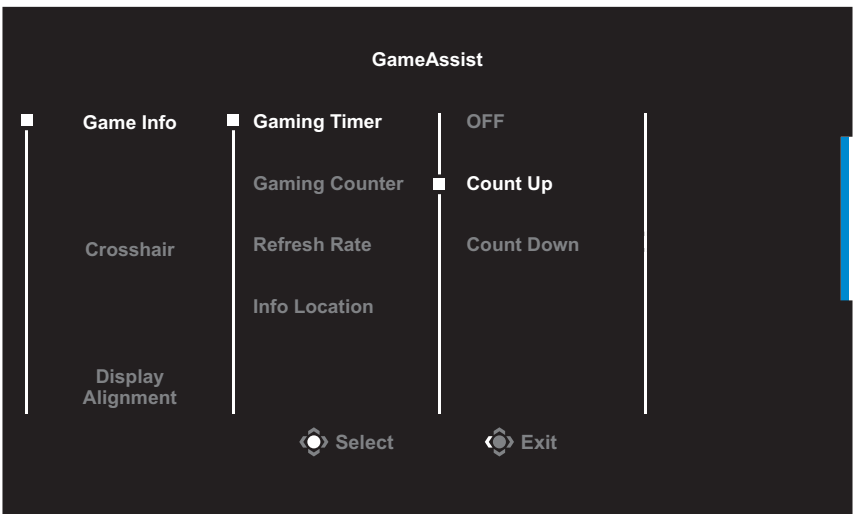 GameAssist
Game Info
Gaming Timer
OFF
Gaming Counter
Count Up
Crosshair
Refresh Rate
Count Down
Info Location
Display
Alignment
Select
Exit